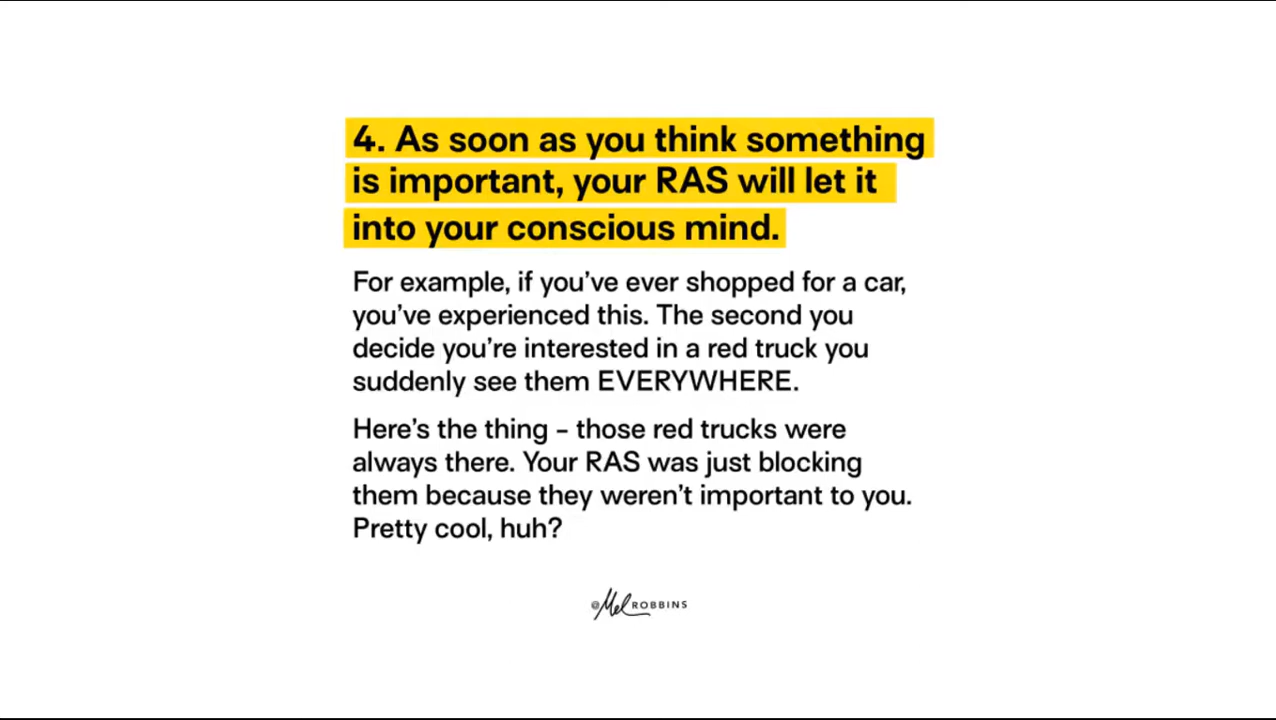 4. As soon as you think something
is important, your RAS will let it
into your conscious mind.
For example, if you’ve ever shopped for a car,
you’ve experienced this. The second you
decide you’re interested in a red truck you
suddenly see them EVERYWHERE.
Here’s the thing – those red trucks were
always there. Your RAS was just blocking
them because they weren’t important to you.
Pretty cool, huh?
@Mel ROBBINS